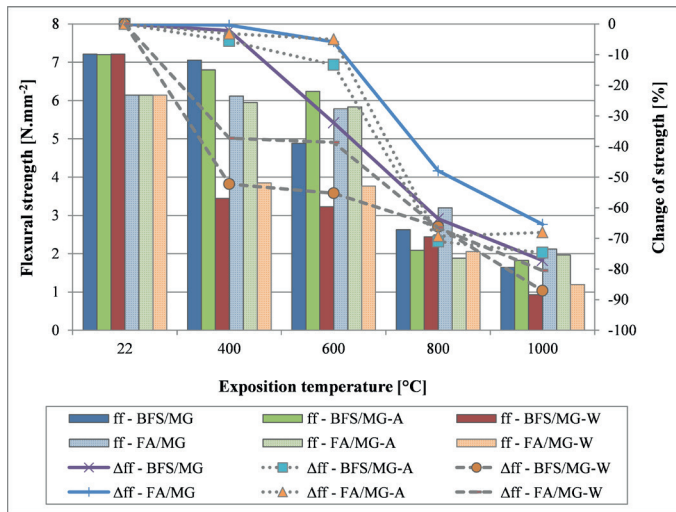 Flexural strength [N.mm⁻²]
8
7
6
5
4
3
2
1
0
0
-10
-20
-30
-40
-50
-60
-70
-80
-90
-100
Change of strength [%]
22 400 600 800 1000
Exposition temperature [°C]
ff - BFS/MG ff - BFS/MG-A ff - BFS/MG-W
ff - FA/MG ff - FA/MG-A ff - FA/MG-W
Δff - BFS/MG Δff - BFS/MG-A Δff - BFS/MG-W
Δff - FA/MG Δff - FA/MG-A Δff - FA/MG-W